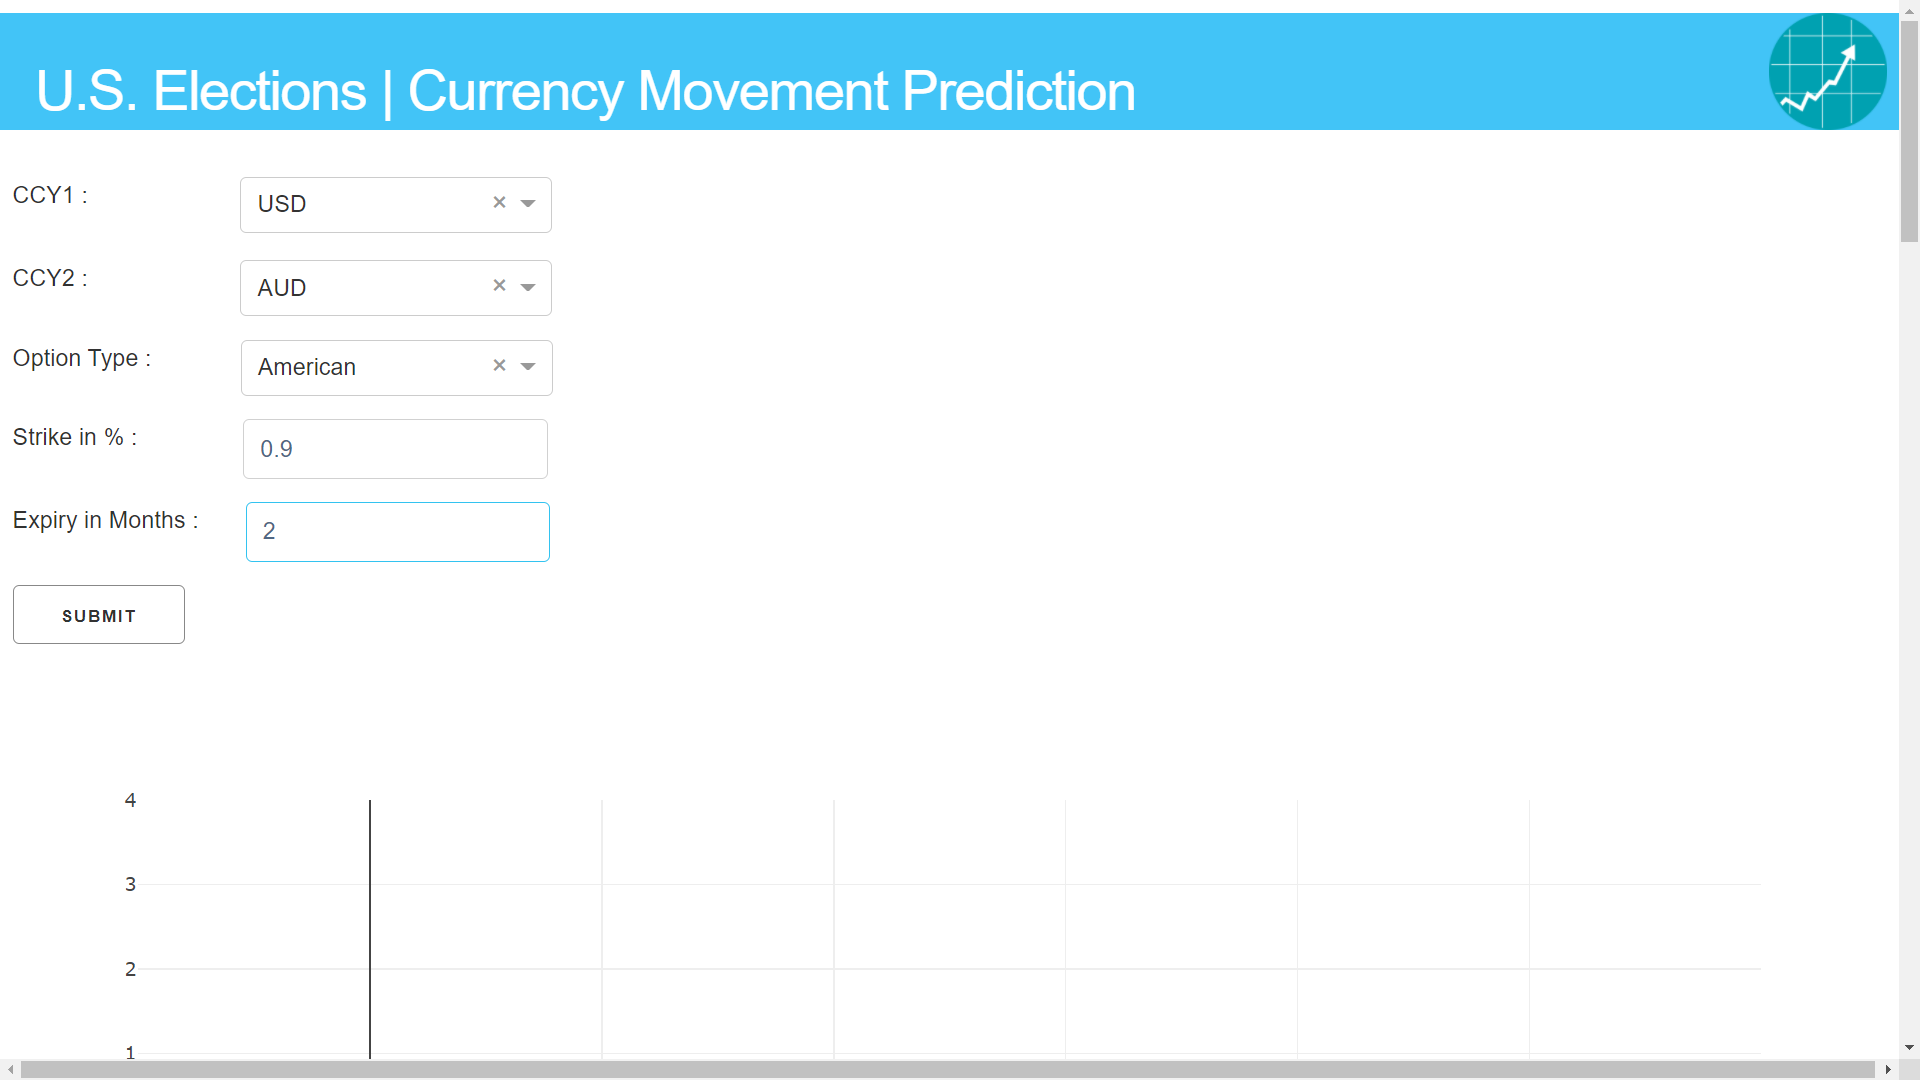 U.S. Elections | Currency Movement Prediction
CCY1 :
USD
CCY2 :
AUD
Option Type :
American
Strike in % :
0.9
Expiry in Months :
2
SUBMIT
4
3
2
1